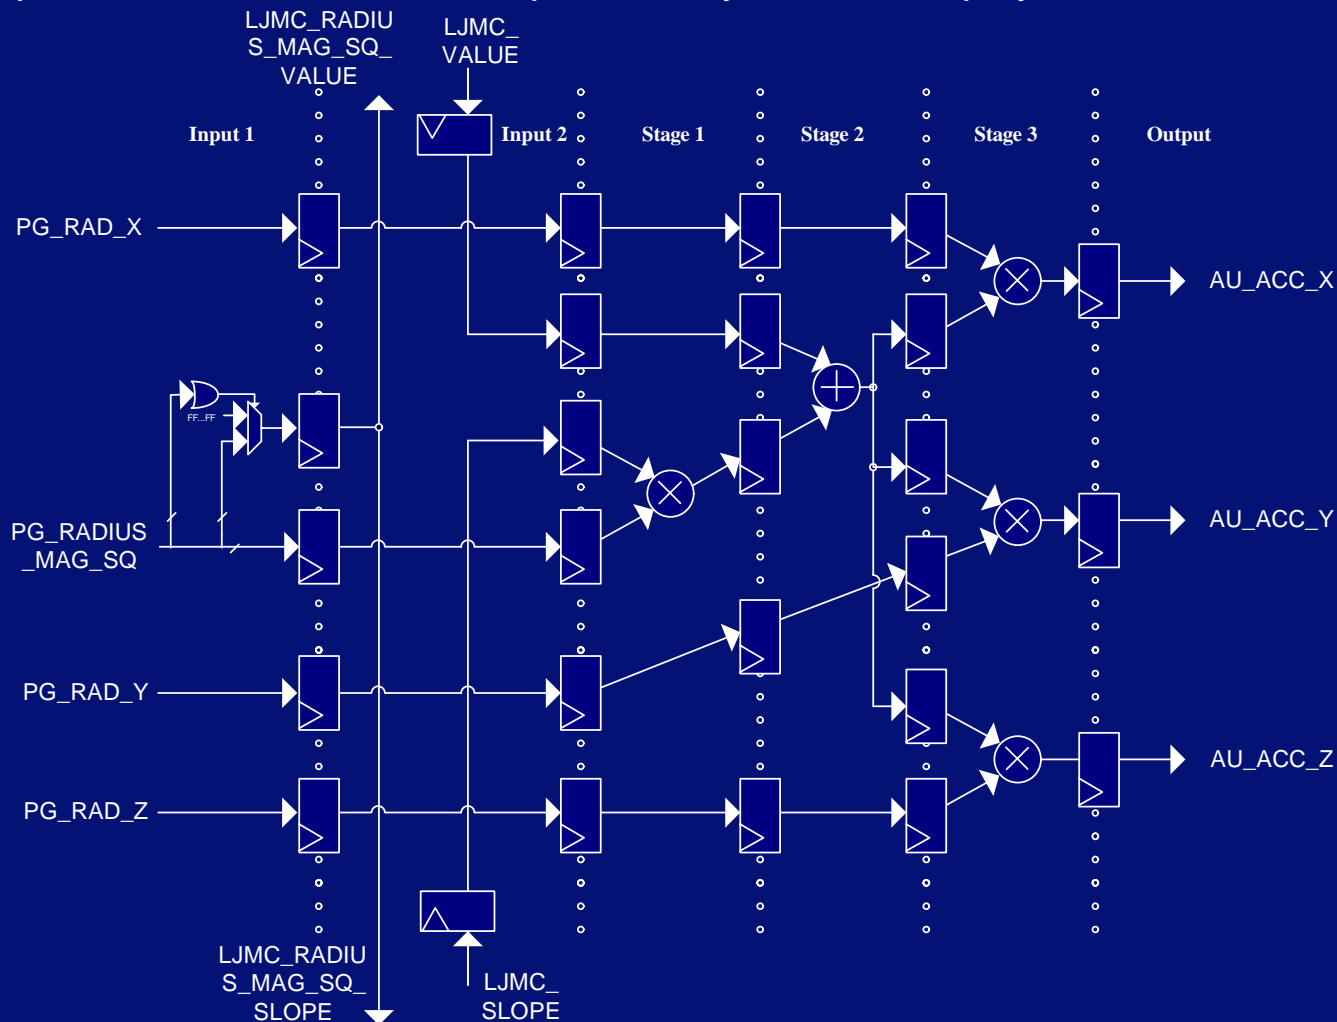 LJMC_RADIU
S_MAG_SQ_
VALUE
LJMC_
VALUE
Input 1
Input 2
Stage 1
Stage 2
Stage 3
Output
PG_RAD_X
AU_ACC_X
FF...FF
PG_RADIUS
_MAG_SQ
AU_ACC_Y
PG_RAD_Y
AU_ACC_Z
PG_RAD_Z
LJMC_RADIU
S_MAG_SQ_
SLOPE
LJMC_
SLOPE